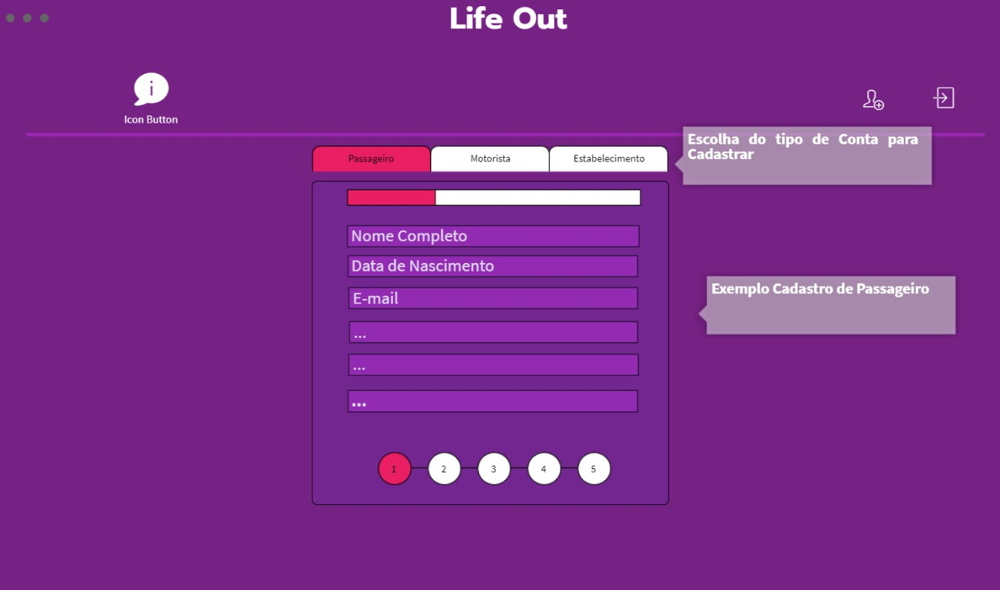 Life Out
i
Icon Button
Escolha do tipo de Conta para
Cadastrar
Passageiro
Motorista
Estabelecimento
Nome Completo
Data de Nascimento
E-mail
...
...
...
Exemplo Cadastro de Passageiro
1
2
3
4
5